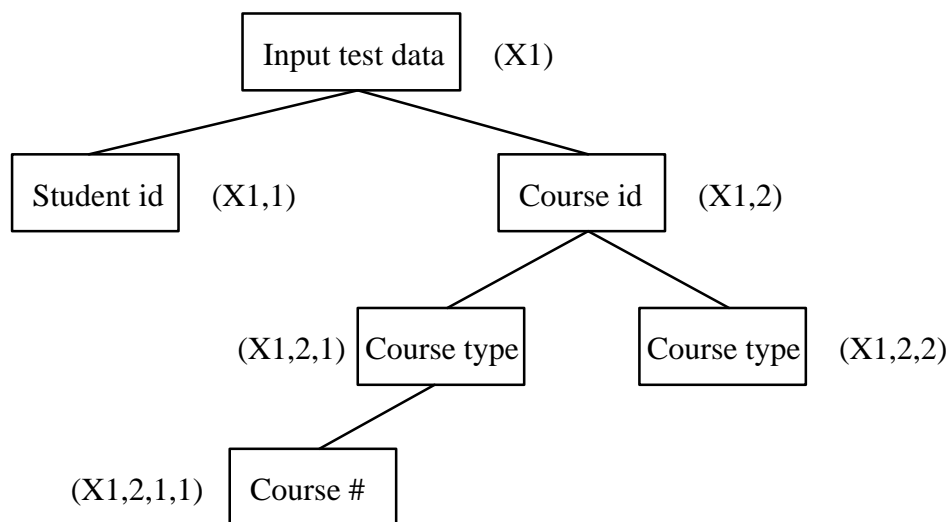 Input test data (X1)
Student id (X1,1) Course id (X1,2)
(X1,2,1) Course type Course type (X1,2,2)
(X1,2,1,1) Course #